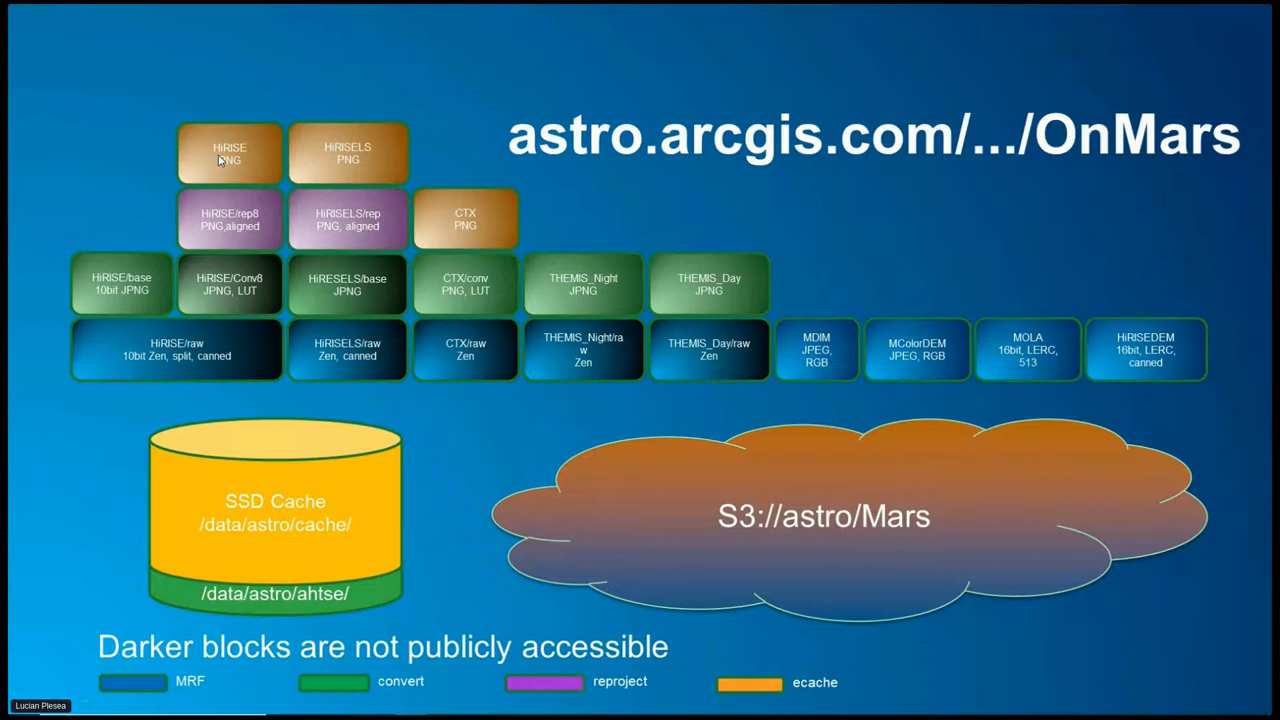 astro.arcgis.com/.../OnMars
HiRISE
PNG
HiRISELS
PNG
HiRISE/rep8
PNG,aligned
HiRISELS/rep
PNG, aligned
CTX
PNG
HiRISE/base
10bit JPNG
HiRISE/Conv8
JPNG, LUT
HiRESELS/base
JPNG
CTX/conv
PNG, LUT
THEMIS_Night
JPNG
THEMIS_Day
JPNG
HiRISE/raw
10bit Zen, split, canned
HiRISELS/raw
Zen, canned
CTX/raw
Zen
THEMIS_Night/ra
w
Zen
THEMIS_Day/raw
Zen
MDIM
JPEG,
RGB
MColorDEM
JPEG, RGB
MOLA
16bit, LERC,
513
HiRISEDEM
16bit, LERC,
canned
SSD Cache
/data/astro/cache/
/data/astro/ahtse/
S3://astro/Mars
Darker blocks are not publicly accessible
MRF
convert
reproject
ecache
Lucian Plesea